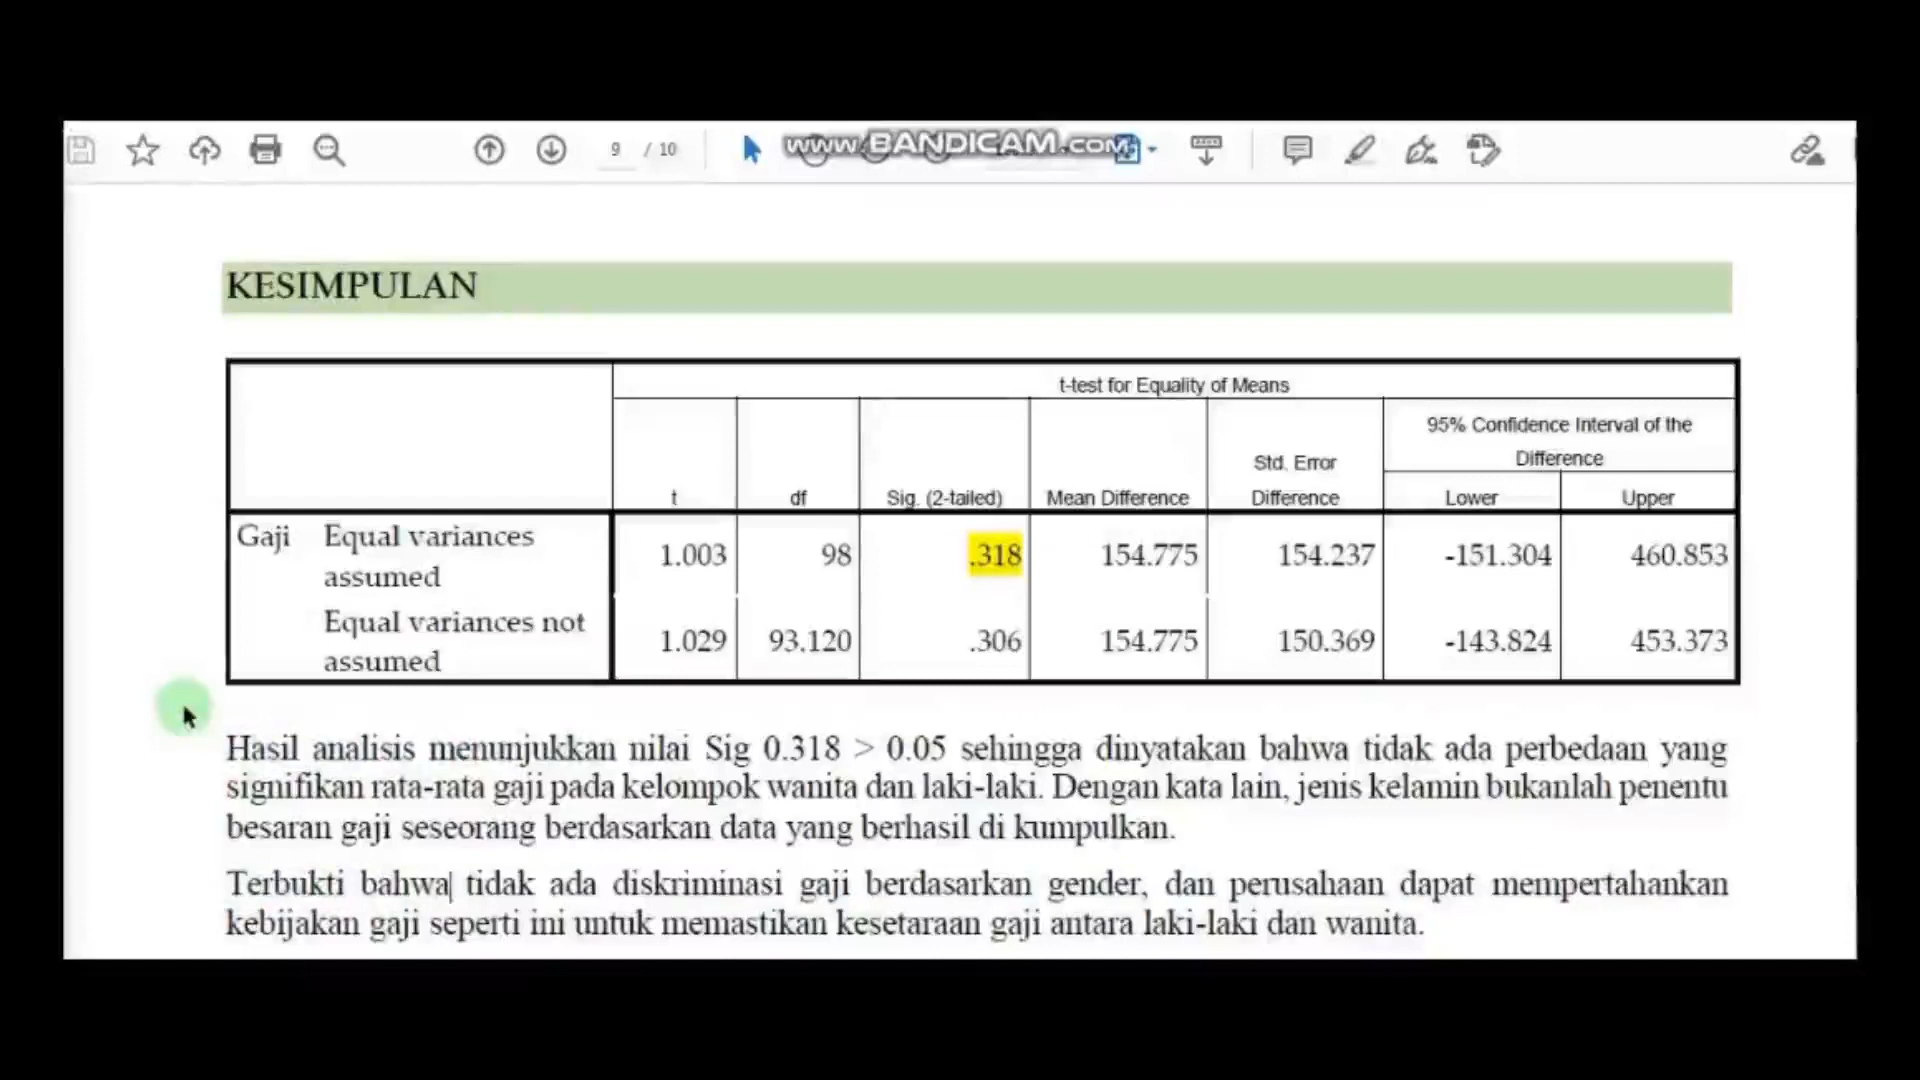 9 / 10
www.BANDICAM.com
KESIMPULAN
t-test for Equality of Means
95% Confidence Interval of the
Std. Error Difference
t df Sig. (2-tailed) Mean Difference Difference Lower Upper
Gaji Equal variances assumed 1.003 98 .318 154.775 154.237 -151.304 460.853
Equal variances not assumed 1.029 93.120 .306 154.775 150.369 -143.824 453.373
Hasil analisis menunjukkan nilai Sig 0.318 > 0.05 sehingga dinyatakan bahwa tidak ada perbedaan yang
signifikan rata-rata gaji pada kelompok wanita dan laki-laki. Dengan kata lain, jenis kelamin bukanlah penentu
besaran gaji seseorang berdasarkan data yang berhasil di kumpulkan.
Terbukti bahwa tidak ada diskriminasi gaji berdasarkan gender, dan perusahaan dapat mempertahankan
kebijakan gaji seperti ini untuk memastikan kesetaraan gaji antara laki-laki dan wanita.